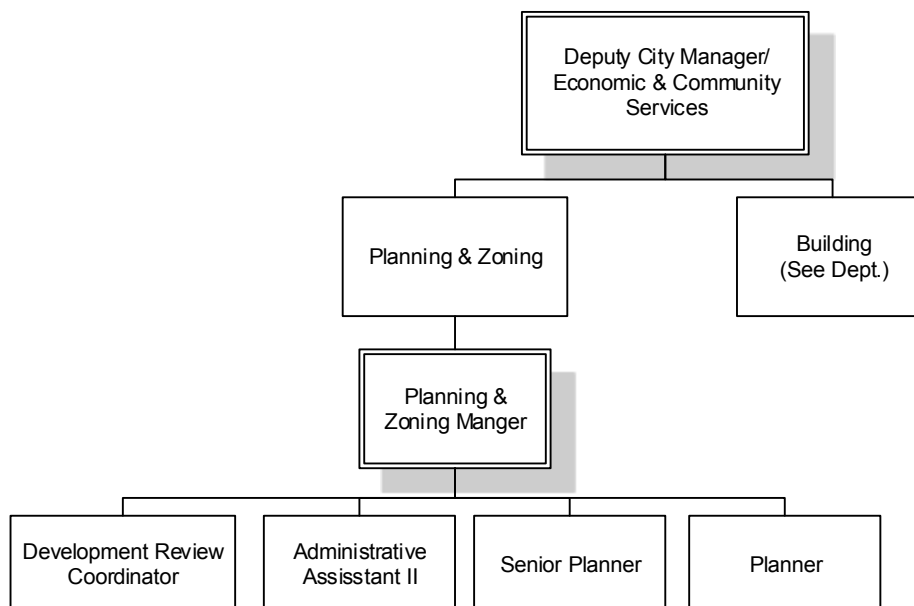 Deputy City Manager/
Economic & Community
Services
Planning & Zoning
Building
(See Dept.)
Planning &
Zoning Manger
Development Review
Coordinator
Administrative
Assisstant II
Senior Planner
Planner